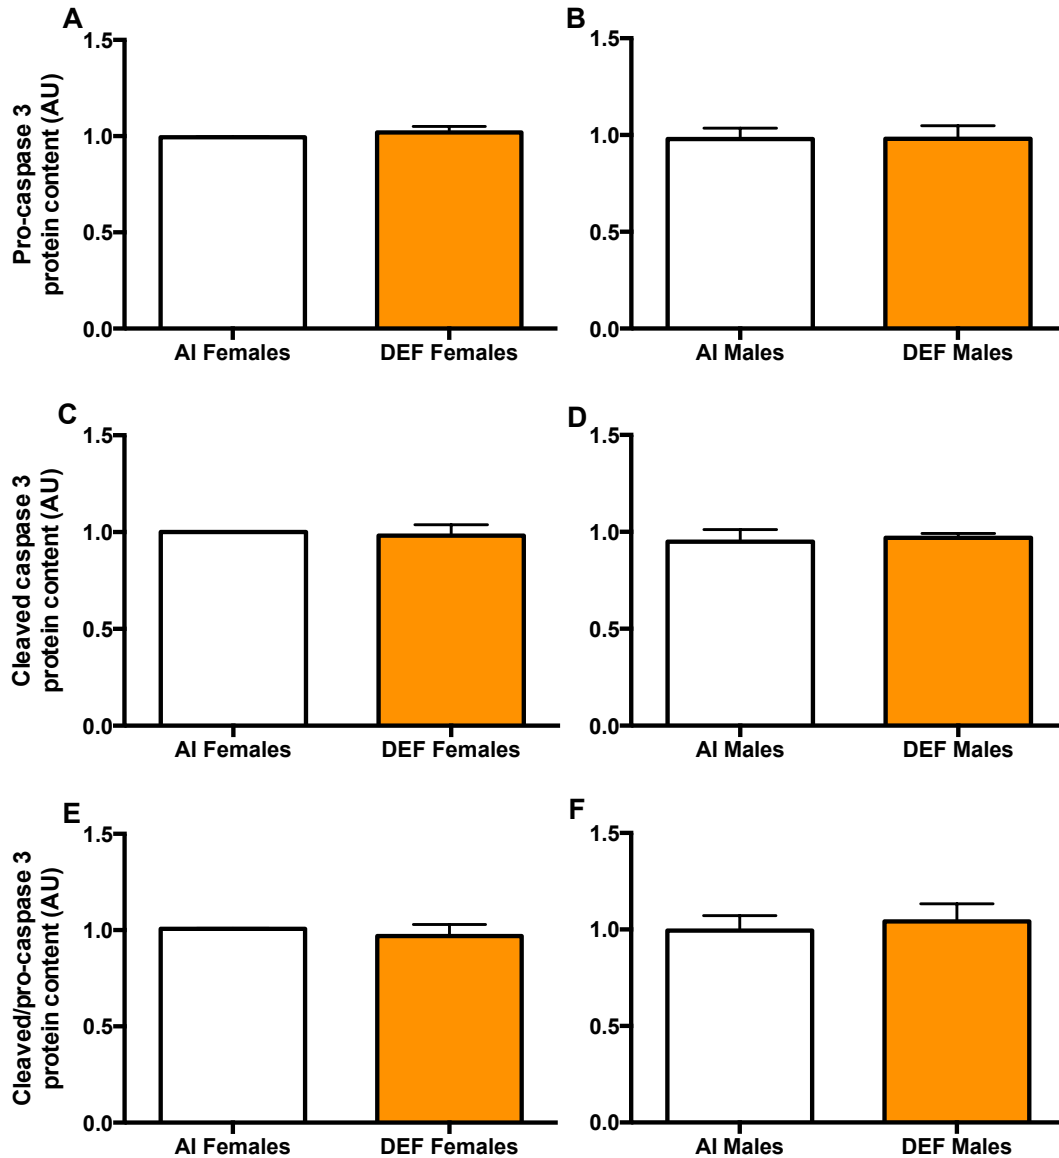 A
Pro-caspase 3
protein content (AU)
1.5
1.0
0.5
0.0
AI Females
DEF Females
B
1.5
1.0
0.5
0.0
AI Males
DEF Males
C
Cleaved caspase 3
protein content (AU)
1.5
1.0
0.5
0.0
AI Females
DEF Females
D
1.5
1.0
0.5
0.0
AI Males
DEF Males
E
Cleaved/pro-caspase 3
protein content (AU)
1.5
1.0
0.5
0.0
AI Females
DEF Females
F
1.5
1.0
0.5
0.0
AI Males
DEF Males